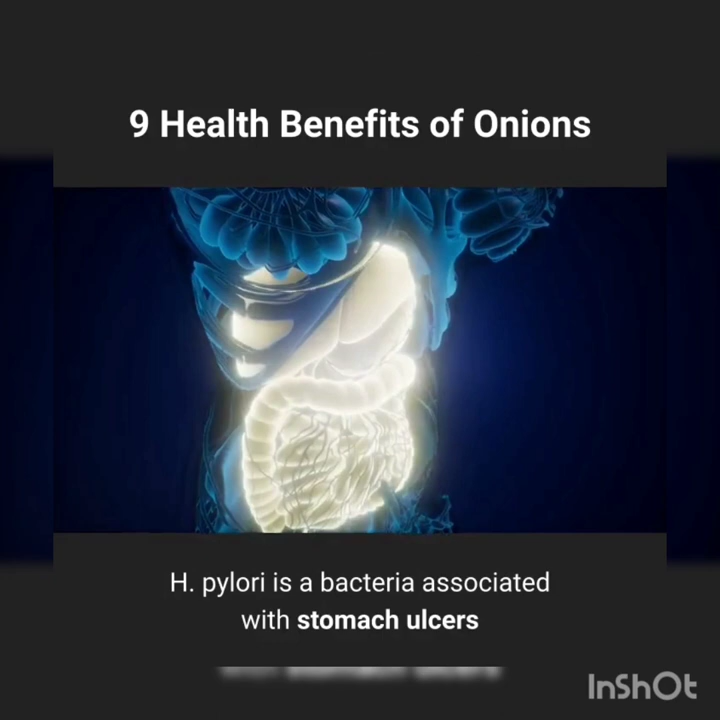 9 Health Benefits of Onions
H. pylori is a bacteria associated
with stomach ulcers
InShOt